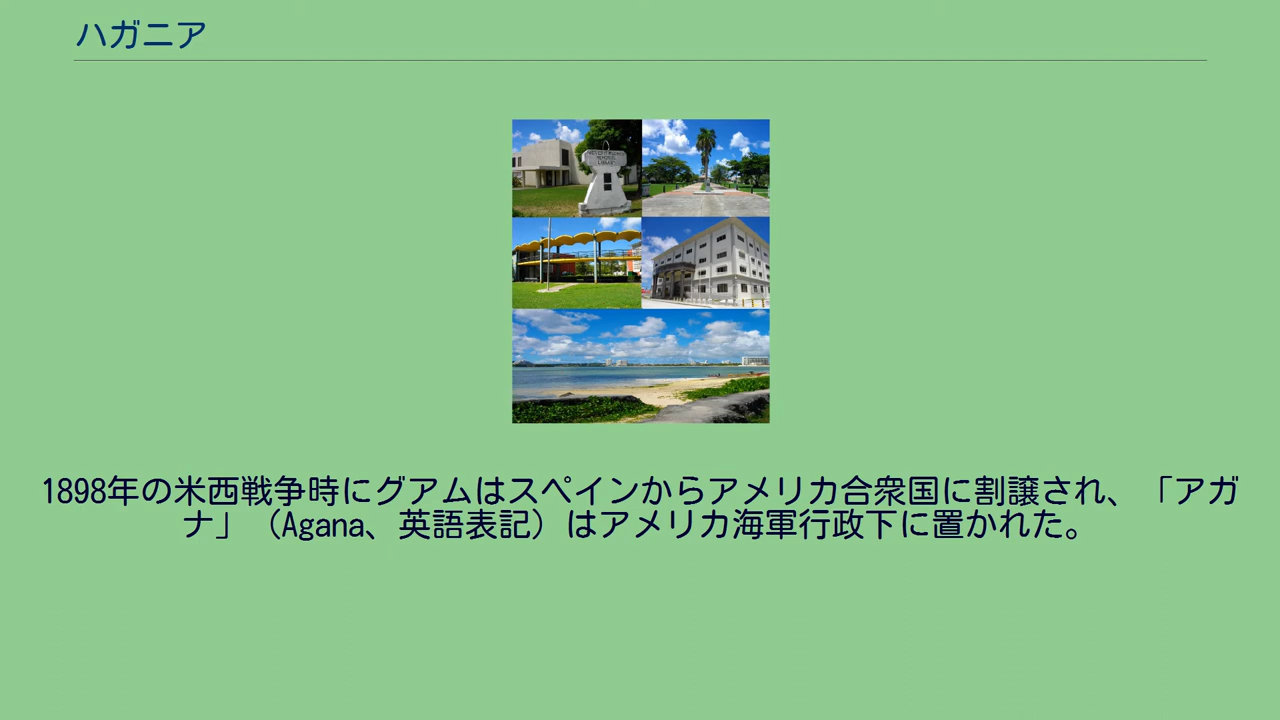 ハガニア
MEMORIAL
LIBRARY
1898年の米西戦争時にグアムはスペインからアメリカ合衆国に割譲され、「アガ
ナ」（Agana、英語表記）はアメリカ海軍行政下に置かれた。